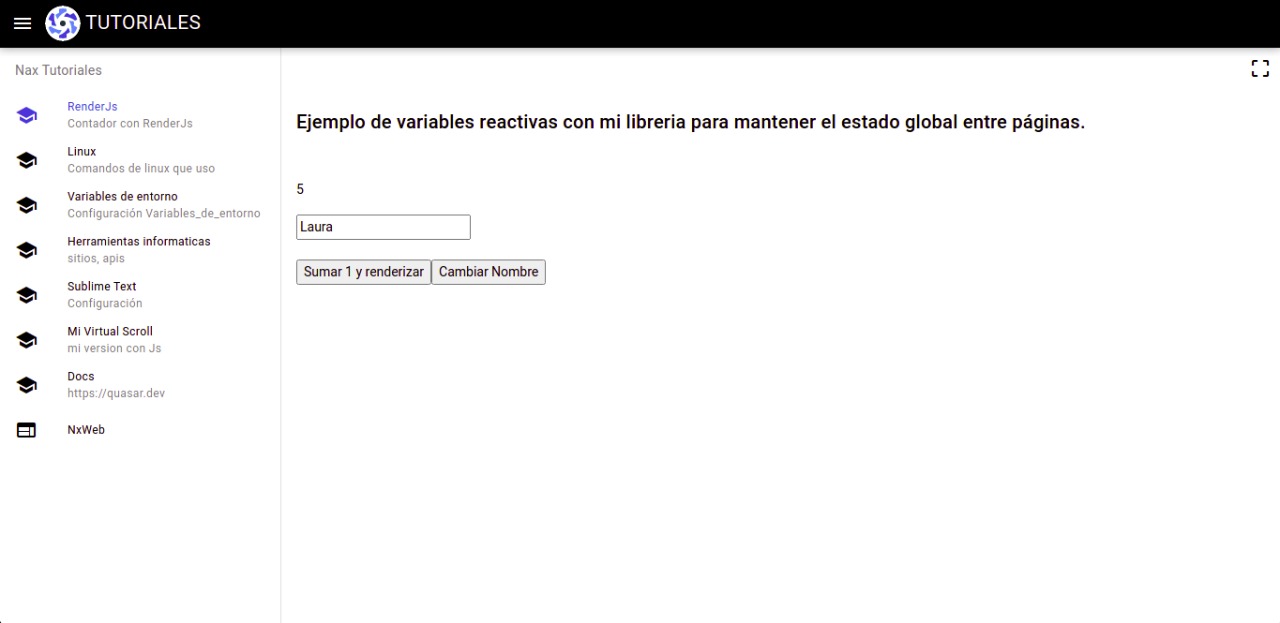 TUTORIALES
Nax Tutoriales
RenderJs
Contador con RenderJs
Linux
Comandos de linux que uso
Variables de entorno
Configuración Variables_de_entorno
Herramientas informaticas
sitios, apis
Sublime Text
Configuración
Mi Virtual Scroll
mi version con Js
Docs
https://quasar.dev
NxWeb
Ejemplo de variables reactivas con mi libreria para mantener el estado global entre páginas.
5
Laura
Sumar 1 y renderizar Cambiar Nombre